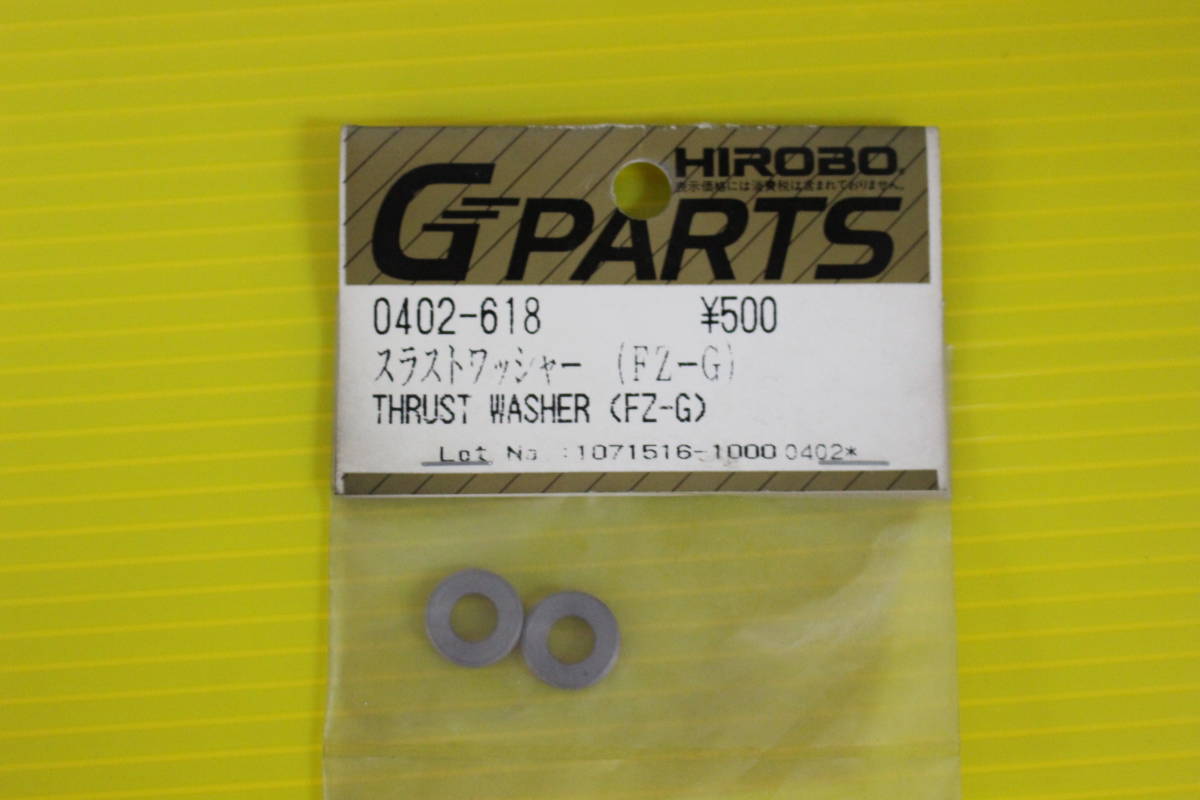 HIROBO.
表示価格には消費税は含まれておりません。
G PARTS
0402-618 ¥500
スラストワッシャー (FZ-G)
THRUST WASHER (FZ-G)
Lot No. :1071516-1000 0402*